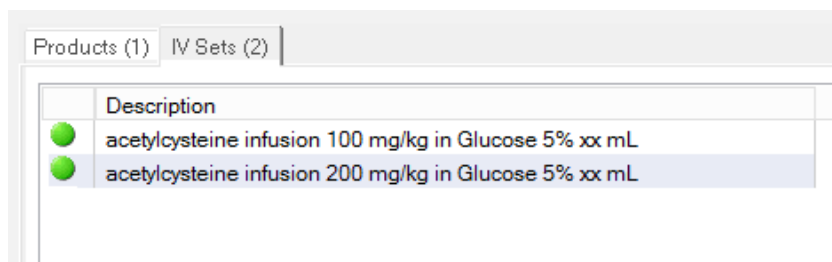 Products (1) IV Sets (2)
Description
acetylcysteine infusion 100 mg/kg in Glucose 5% xx mL
acetylcysteine infusion 200 mg/kg in Glucose 5% xx mL